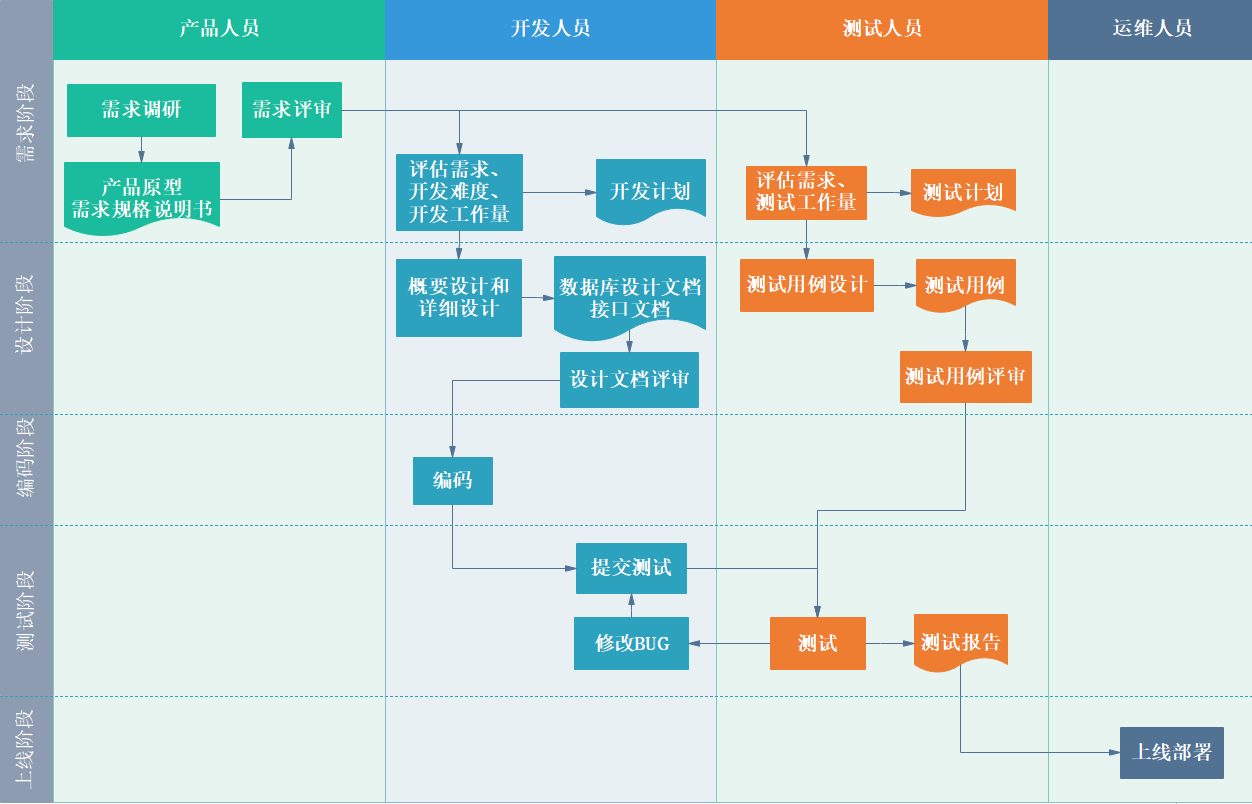 产品人员
开发人员
测试人员
运维人员
需求阶段
需求调研
需求评审
产品原型
需求规格说明书
评估需求、
开发难度、
开发工作量
开发计划
评估需求、
测试工作量
测试计划
设计阶段
概要设计和
详细设计
数据库设计文档
接口文档
设计文档评审
测试用例设计
测试用例
测试用例评审
编码阶段
编码
测试阶段
提交测试
修改BUG
测试
测试报告
上线阶段
上线部署